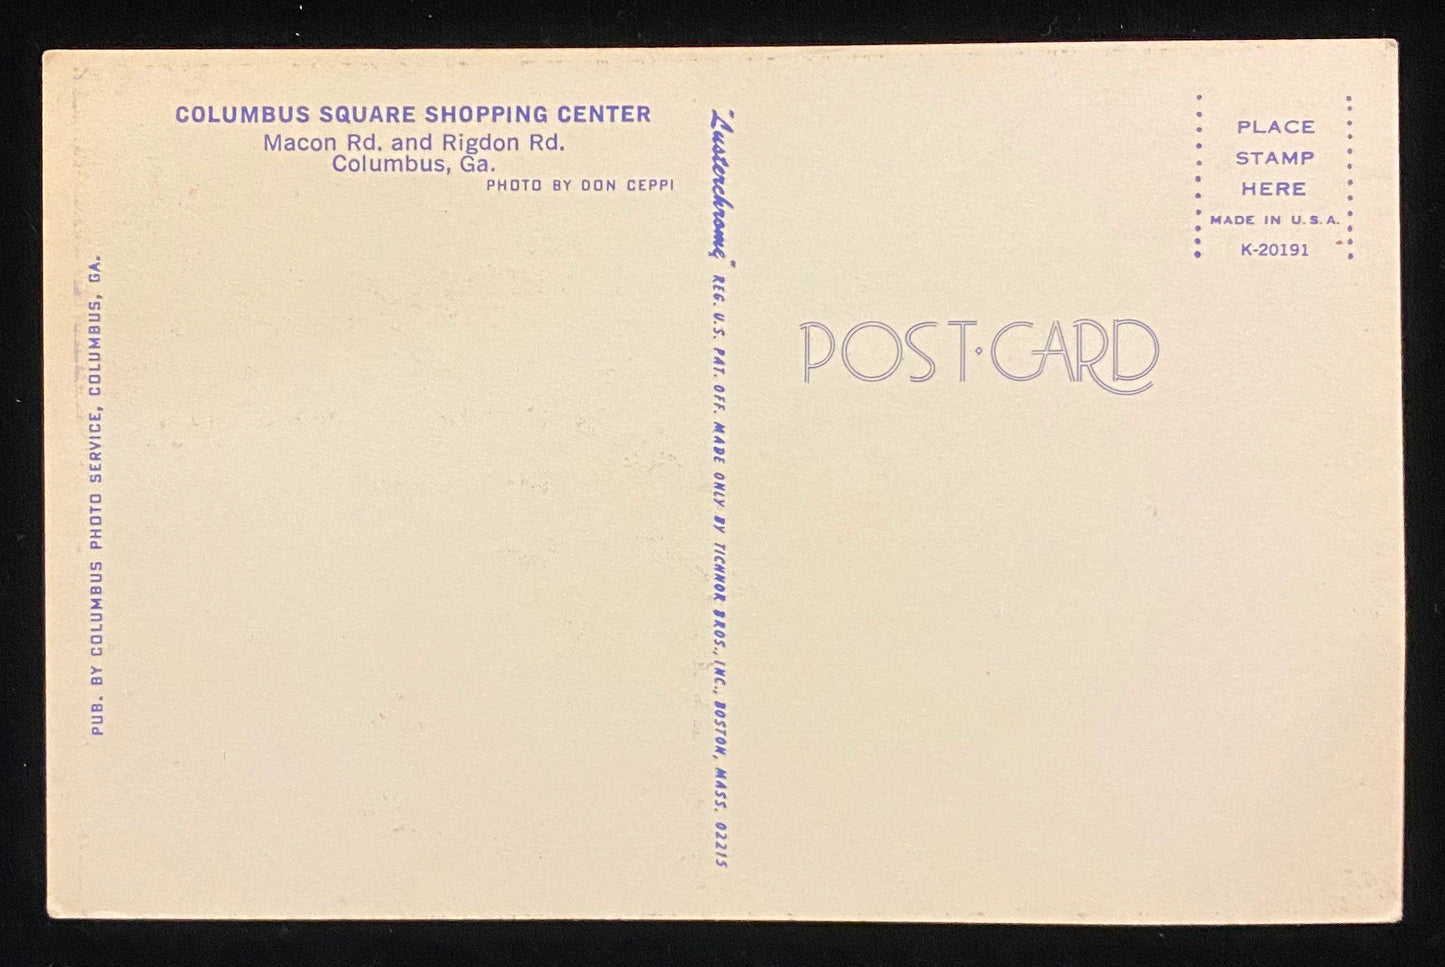 COLUMBUS SQUARE SHOPPING CENTER
Macon Rd. and Rigdon Rd.
Columbus, Ga.
PHOTO BY DON CEPPI
PUB. BY COLUMBUS PHOTO SERVICE, COLUMBUS, GA.
"Lusterchrome" REG. U.S. PAT. OFF. MADE ONLY BY TICHNOR BROS., INC., BOSTON, MASS. 02215
PLACE
STAMP
HERE
MADE IN U.S.A.
K-20191
POST·CARD